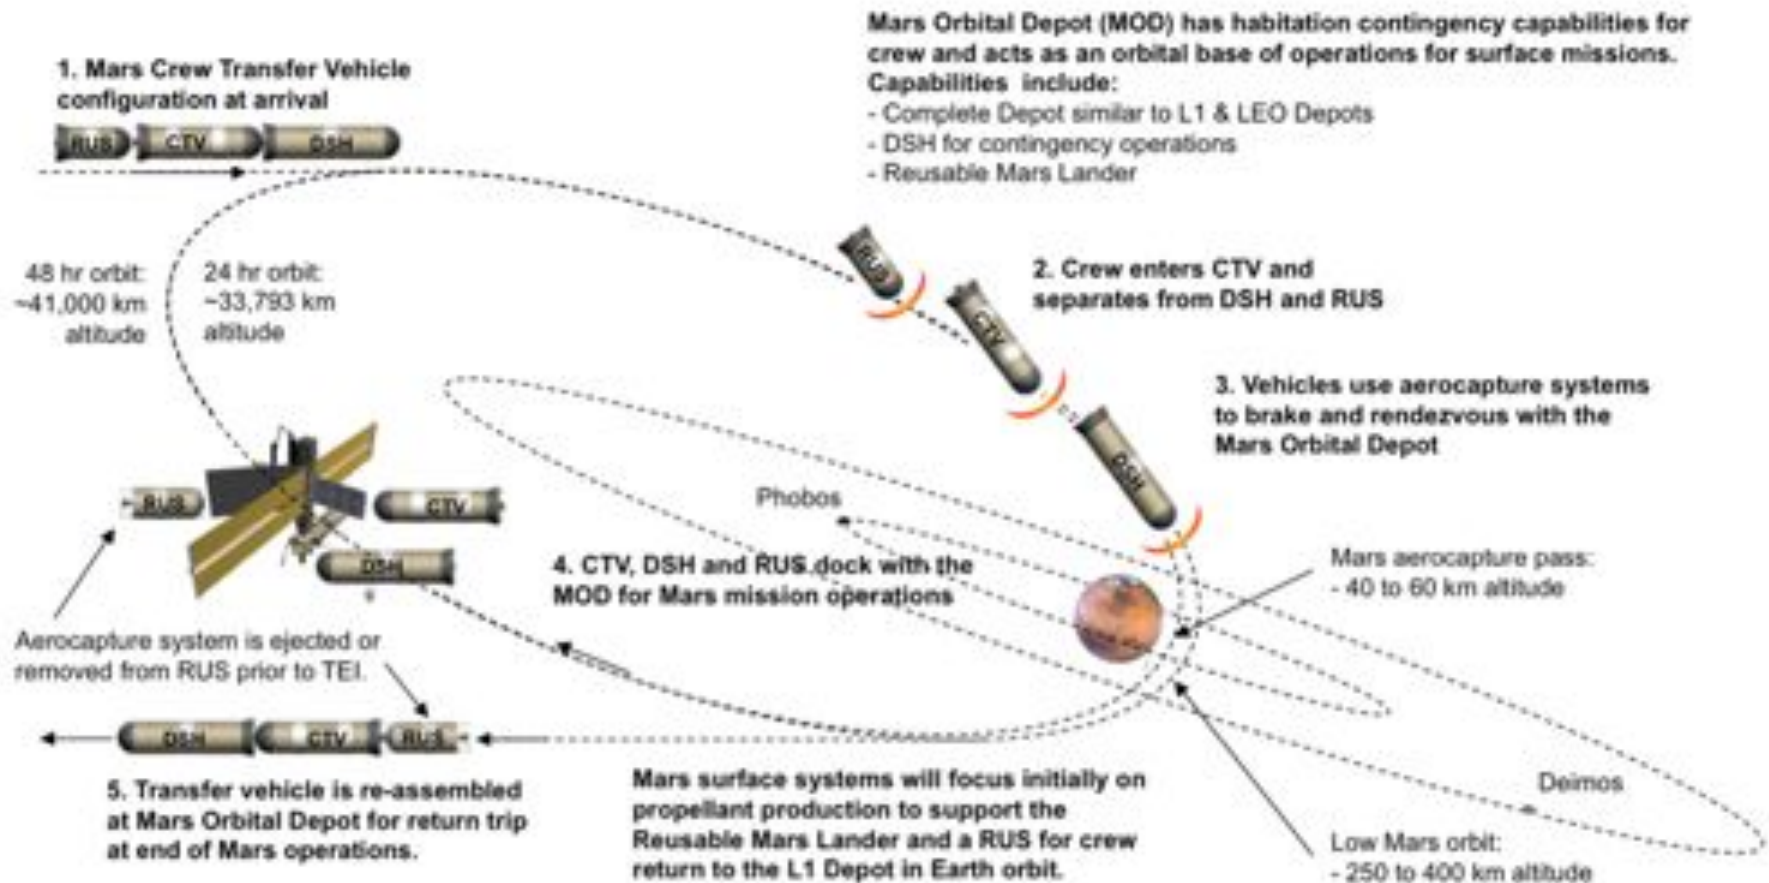 Mars Orbital Depot (MOD) has habitation contingency capabilities for
crew and acts as an orbital base of operations for surface missions.
Capabilities include:
- Complete Depot similar to L1 & LEO Depots
- DSH for contingency operations
- Reusable Mars Lander
1. Mars Crew Transfer Vehicle
configuration at arrival
RUS CTV DSH
48 hr orbit:
~41,000 km
altitude
24 hr orbit:
~33,793 km
altitude
RUS
CTV
DSH
2. Crew enters CTV and
separates from DSH and RUS
3. Vehicles use aerocapture systems
to brake and rendezvous with the
Mars Orbital Depot
Phobos
RUS
CTV
DSH
4. CTV, DSH and RUS dock with the
MOD for Mars mission operations
Mars aerocapture pass:
- 40 to 60 km altitude
Aerocapture system is ejected or
removed from RUS prior to TEI.
DSH CTV RUS
5. Transfer vehicle is re-assembled
at Mars Orbital Depot for return trip
at end of Mars operations.
Mars surface systems will focus initially on
propellant production to support the
Reusable Mars Lander and a RUS for crew
return to the L1 Depot in Earth orbit.
Deimos
Low Mars orbit:
- 250 to 400 km altitude